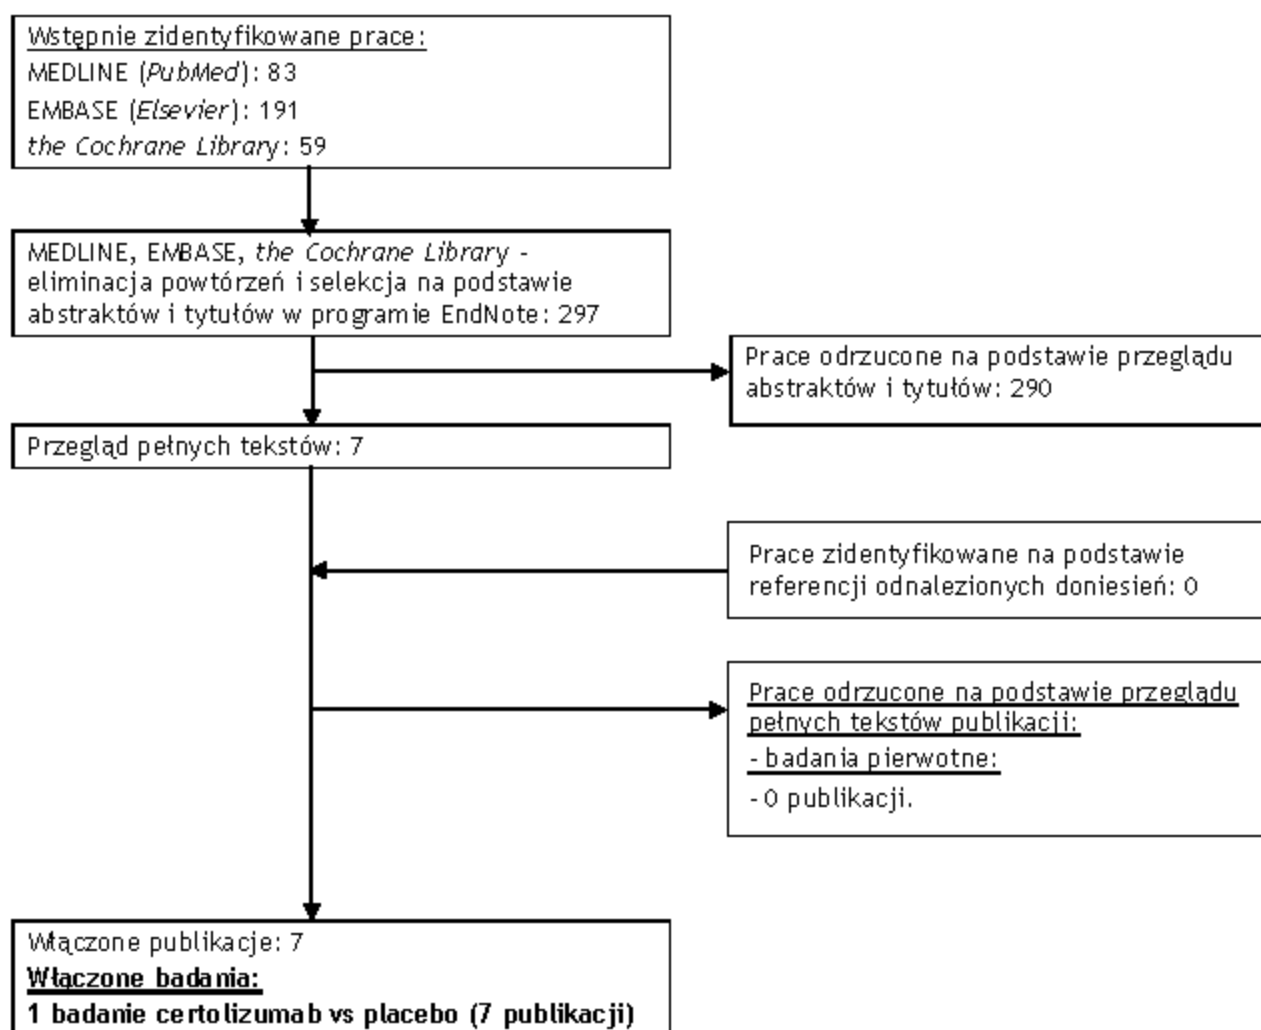 Wstępnie zidentyfikowane prace:
MEDLINE (PubMed): 83
EMBASE (Elsevier): 191
the Cochrane Library: 59
MEDLINE, EMBASE, the Cochrane Library -
eliminacja powtórzeń i selekcja na podstawie
abstraktów i tytułów w programie EndNote: 297
Prace odrzucone na podstawie przeglądu
abstraktów i tytułów: 290
Przegląd pełnych tekstów: 7
Prace zidentyfikowane na podstawie
referencji odnalezionych doniesień: 0
Prace odrzucone na podstawie przeglądu
pełnych tekstów publikacji:
- badania pierwotne:
- 0 publikacji.
Włączone publikacje: 7
Włączone badania:
1 badanie certolizumab vs placebo (7 publikacji)